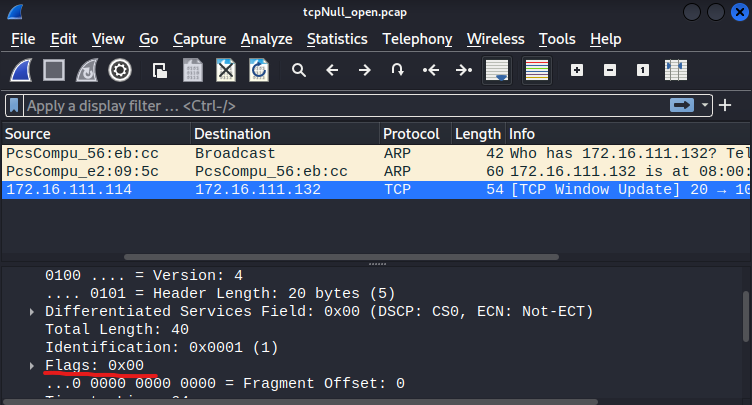 tcpNull_open.pcap
File Edit View Go Capture Analyze Statistics Telephony Wireless Tools Help
Apply a display filter … <Ctrl-/>
Source Destination Protocol Length Info
PcsCompu_56:eb:cc Broadcast ARP 42 Who has 172.16.111.132? Tel
PcsCompu_e2:09:5c PcsCompu_56:eb:cc ARP 60 172.16.111.132 is at 08:00:
172.16.111.114 172.16.111.132 TCP 54 [TCP Window Update] 20 → 10
0100 .... = Version: 4
.... 0101 = Header Length: 20 bytes (5)
Differentiated Services Field: 0x00 (DSCP: CS0, ECN: Not-ECT)
Total Length: 40
Identification: 0x0001 (1)
Flags: 0x00
...0 0000 0000 0000 = Fragment Offset: 0